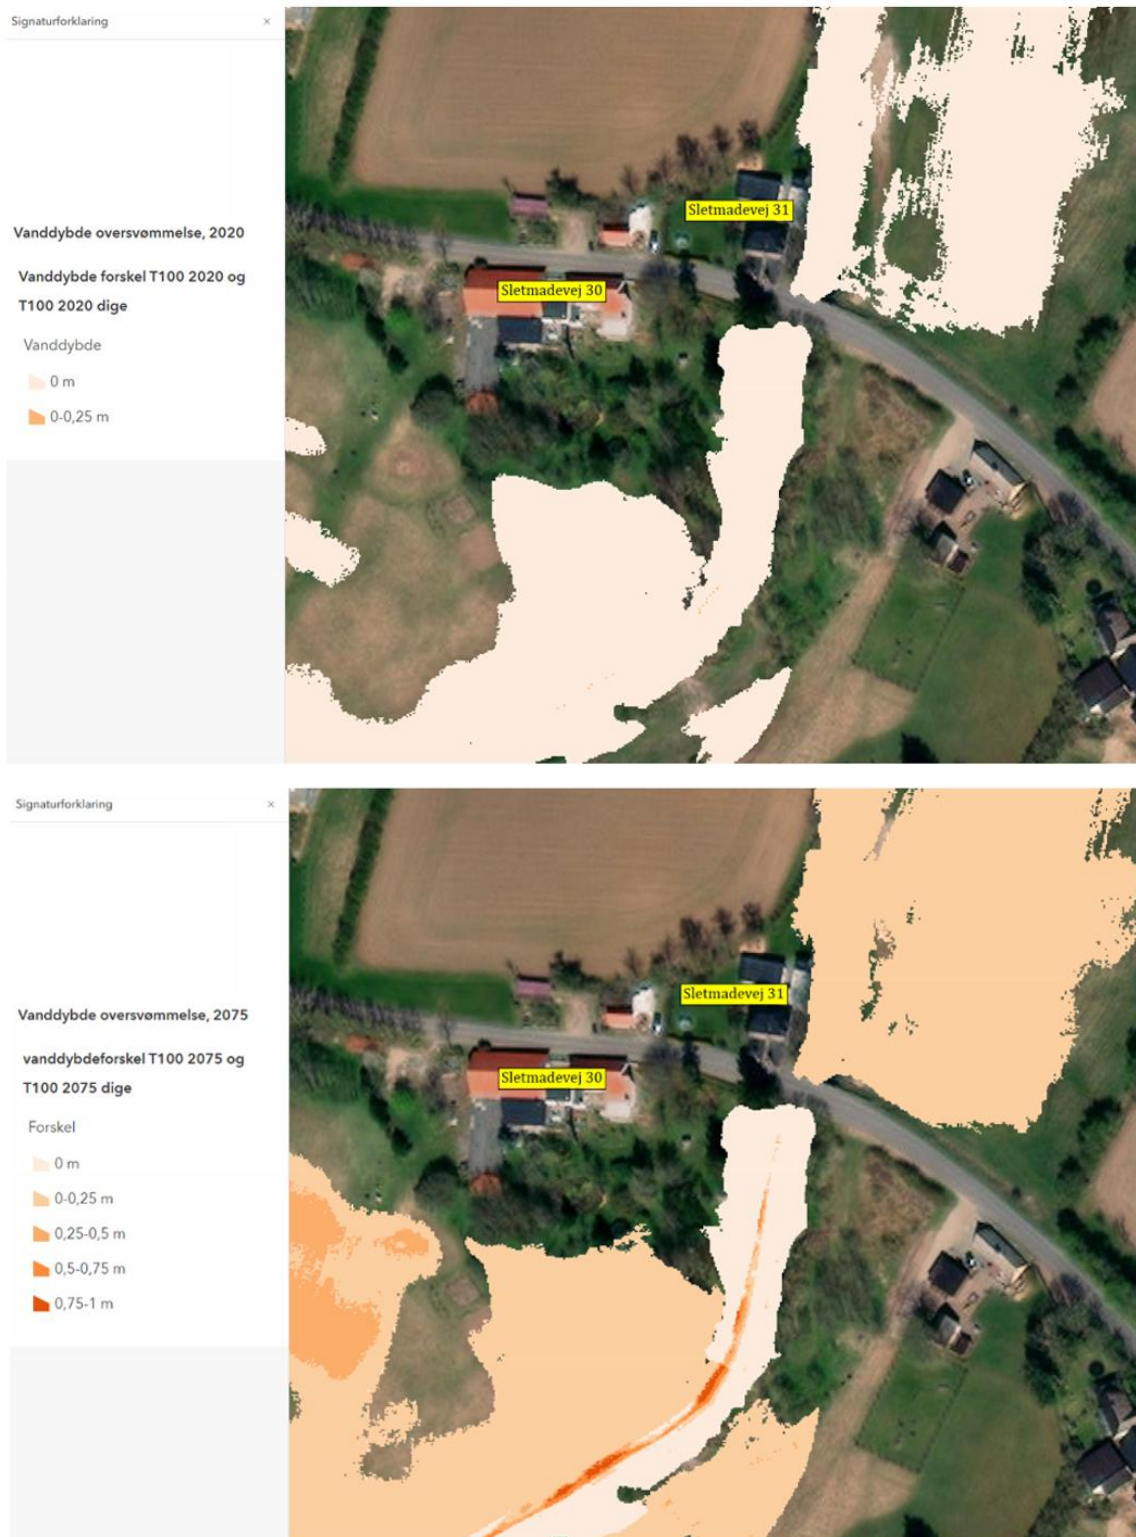 Signaturforklaring ×
Vanddybde oversvømmelse, 2020
Vanddybde forskel T100 2020 og
T100 2020 dige
Vanddybde
0 m
0-0,25 m
Sletmadevej 31
Sletmadevej 30
Signaturforklaring ×
Vanddybde oversvømmelse, 2075
vanddybdeforskel T100 2075 og
T100 2075 dige
Forskel
0 m
0-0,25 m
0,25-0,5 m
0,5-0,75 m
0,75-1 m
Sletmadevej 31
Sletmadevej 30